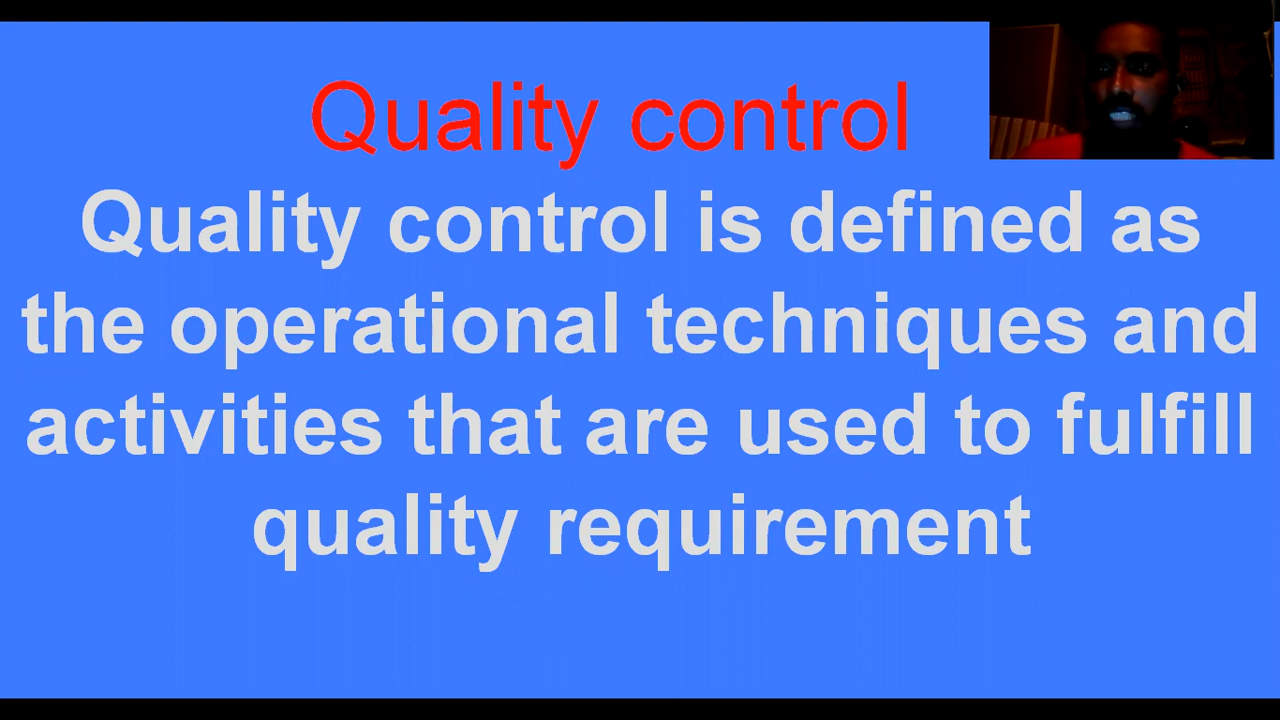 Quality control
Quality control is defined as
the operational techniques and
activities that are used to fulfill
quality requirement